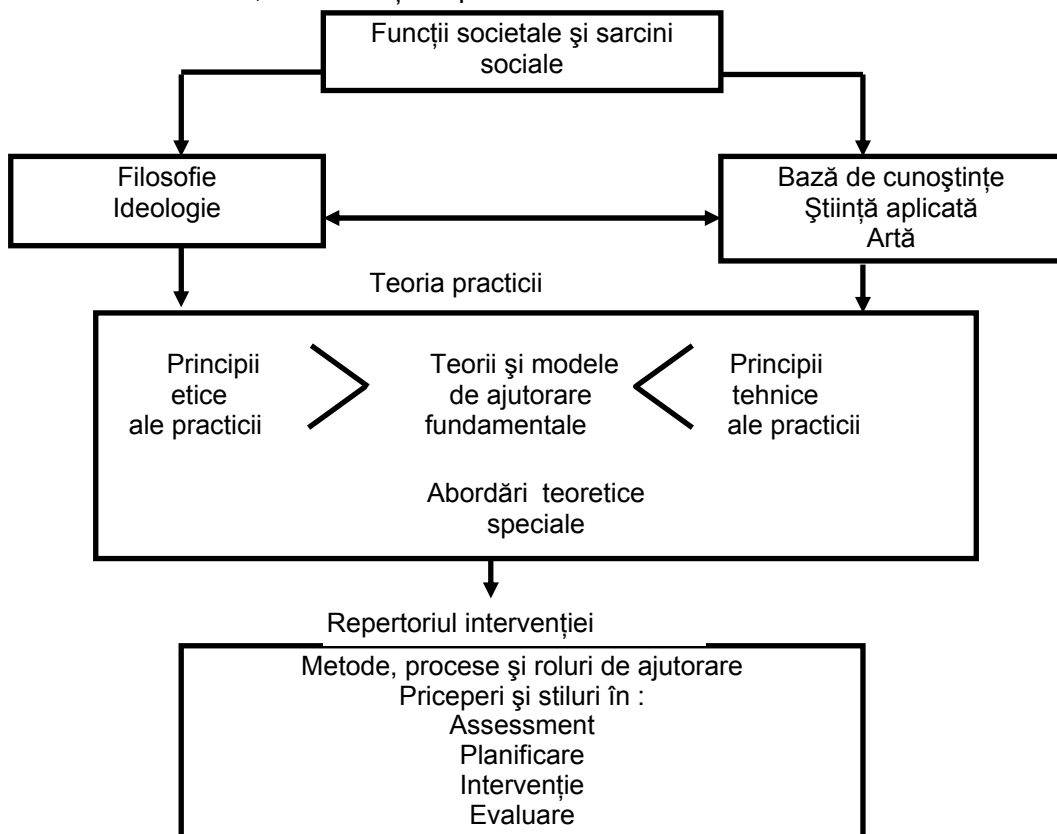 Funcții societale şi sarcini
sociale
Filosofie
Ideologie
Bază de cunoştințe
Ştiință aplicată
Artă
Teoria practicii
Principii
etice
ale practicii
Teorii şi modele
de ajutorare
fundamentale
Principii
tehnice
ale practicii
Abordări teoretice
speciale
Repertoriul intervenției
Metode, procese şi roluri de ajutorare
Priceperi şi stiluri în :
Assessment
Planificare
Intervenție
Evaluare